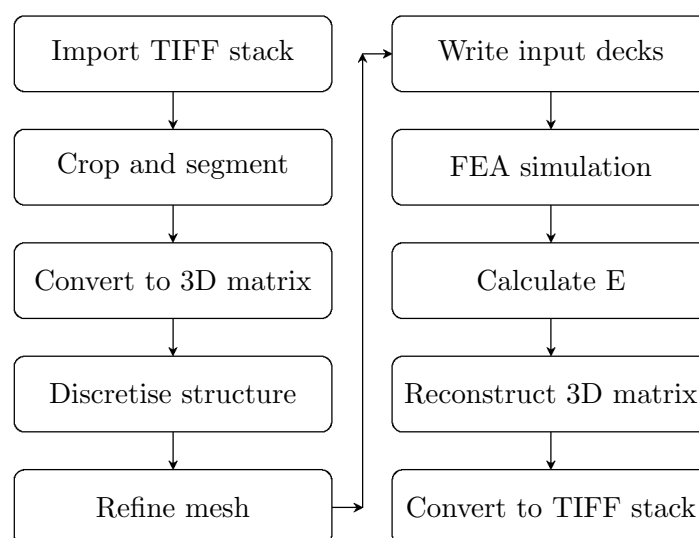 Import TIFF stack
Crop and segment
Convert to 3D matrix
Discretise structure
Refine mesh
Write input decks
FEA simulation
Calculate E
Reconstruct 3D matrix
Convert to TIFF stack